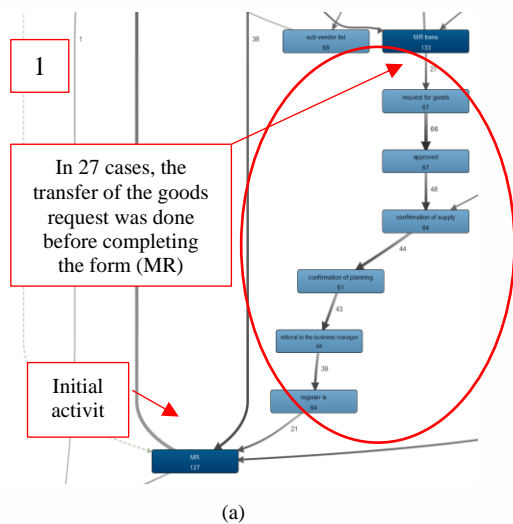 1
38
sub vendor list
68
MR trans
133
1
27
request for goods
67
66
In 27 cases, the
transfer of the goods
request was done
before completing
the form (MR)
approved
67
48
confirmation of supply
64
44
confirmation of planning
61
43
referral to the business manager
64
39
Initial
activit
register is
64
21
MR
127
(a)